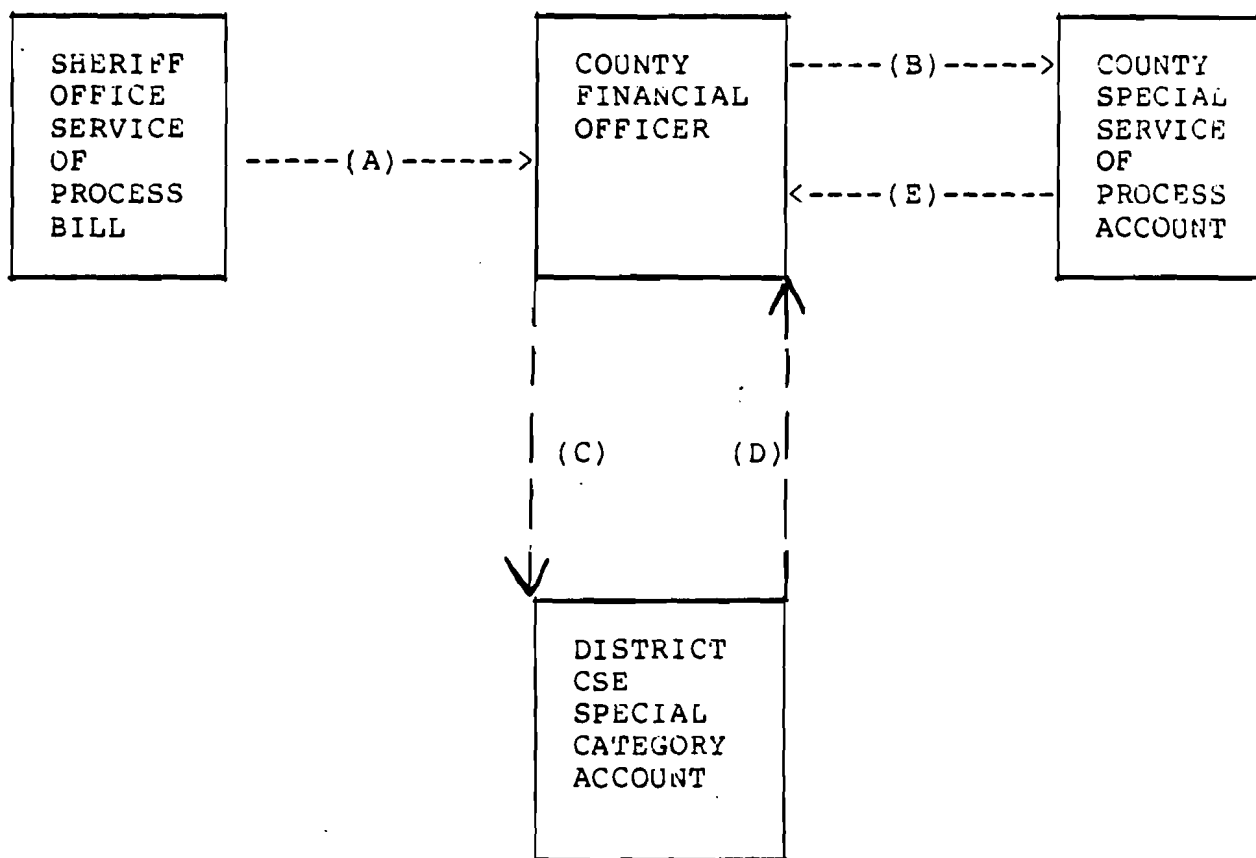 SHERIFF
OFFICE
SERVICE
OF
PROCESS
BILL
-----(A)------>
COUNTY
FINANCIAL
OFFICER
-----(B)----->
<-----(E)-----
COUNTY
SPECIAL
SERVICE
OF
PROCESS
ACCOUNT
(C)
(D)
DISTRICT
CSE
SPECIAL
CATEGORY
ACCOUNT